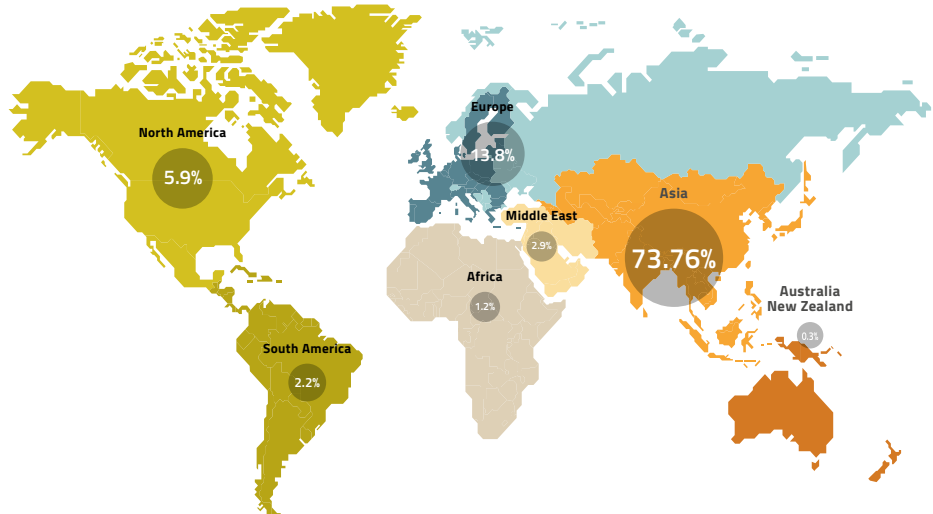 Europe
13.8%
North America
5.9%
Asia
73.76%
Middle East
2.9%
Africa
1.2%
Australia
New Zealand
0.3%
South America
2.2%